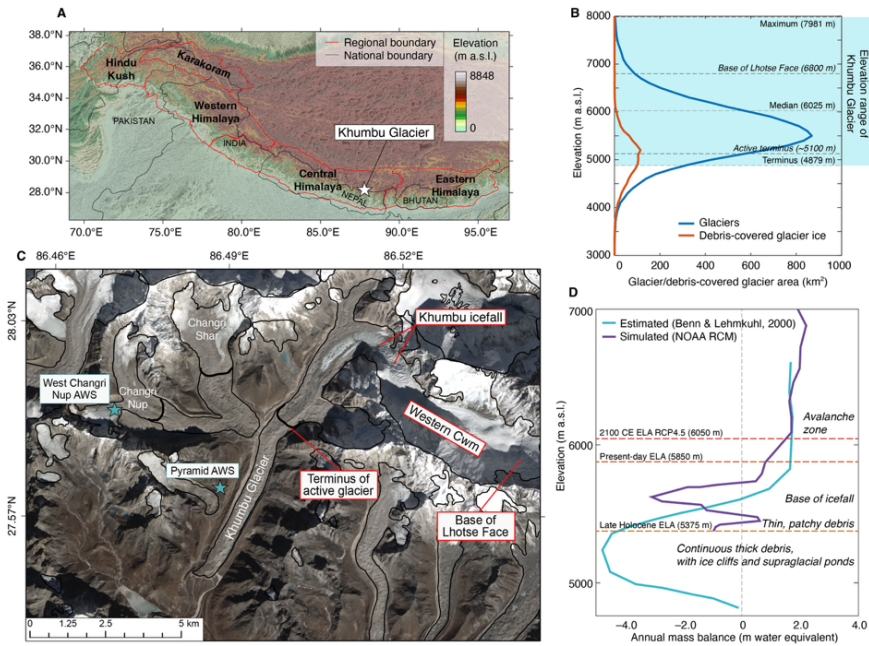 A
38.0°N
36.0°N
34.0°N
32.0°N
30.0°N
28.0°N
70.0°E
75.0°E
80.0°E
85.0°E
90.0°E
95.0°E
Regional boundary
National boundary
Elevation
(m a.s.l.)
8848
0
Hindu
Kush
Karakoram
Western
Himalaya
PAKISTAN
INDIA
Khumbu Glacier
Central
Himalaya
NEPAL
Eastern
Himalaya
BHUTAN
B
8000
7000
6000
5000
4000
3000
Elevation (m a.s.l.)
Maximum (7981 m)
Base of Lhotse Face (6800 m)
Median (6025 m)
Active terminus (~5100 m)
Terminus (4879 m)
Elevation range of
Khumbu Glacier
Glaciers
Debris-covered glacier ice
0
200
400
600
800
1000
Glacier/debris-covered glacier area (km²)
C
86.46°E
86.49°E
86.52°E
28.03°N
27.57°N
Changri
Shar
Khumbu icefall
West Changri
Nup AWS
Changri
Nup
Western Cwm
Pyramid AWS
Khumbu Glacier
Terminus of
active glacier
Base of
Lhotse Face
0
1.25
2.5
5 km
D
7000
6000
5000
Elevation (m a.s.l.)
Estimated (Benn & Lehmkuhl, 2000)
Simulated (NOAA RCM)
Avalanche
zone
2100 CE ELA RCP4.5 (6050 m)
Present-day ELA (5850 m)
Base of icefall
Late Holocene ELA (5375 m)
Thin, patchy debris
Continuous thick debris,
with ice cliffs and supraglacial ponds
−4.0
−2.0
0
2.0
4.0
Annual mass balance (m water equivalent)